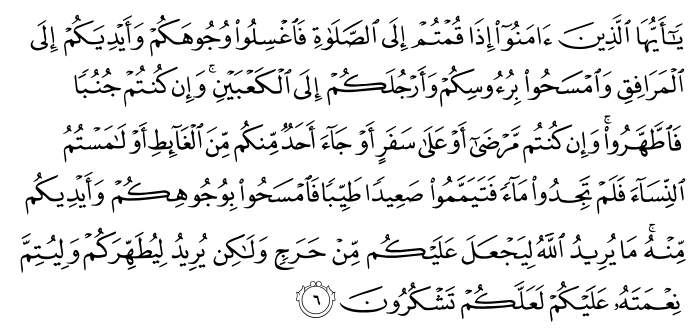 يَـٰٓأَيُّهَا ٱلَّذِينَ ءَامَنُوٓا۟ إِذَا قُمْتُمْ إِلَى ٱلصَّلَوٰةِ فَٱغْسِلُوا۟ وُجُوهَكُمْ وَأَيْدِيَكُمْ إِلَى
ٱلْمَرَافِقِ وَٱمْسَحُوا۟ بِرُءُوسِكُمْ وَأَرْجُلَكُمْ إِلَى ٱلْكَعْبَيْنِ ۚ وَإِن كُنتُمْ جُنُبًا
فَٱطَّهَّرُوا۟ ۚ وَإِن كُنتُم مَّرْضَىٰٓ أَوْ عَلَىٰ سَفَرٍ أَوْ جَآءَ أَحَدٌ مِّنكُم مِّنَ ٱلْغَآئِطِ أَوْ لَـٰمَسْتُمُ
ٱلنِّسَآءَ فَلَمْ تَجِدُوا۟ مَآءً فَتَيَمَّمُوا۟ صَعِيدًا طَيِّبًا فَٱمْسَحُوا۟ بِوُجُوهِكُمْ وَأَيْدِيكُم
مِّنْهُ ۚ مَا يُرِيدُ ٱللَّهُ لِيَجْعَلَ عَلَيْكُم مِّنْ حَرَجٍ وَلَـٰكِن يُرِيدُ لِيُطَهِّرَكُمْ وَلِيُتِمَّ
نِعْمَتَهُۥ عَلَيْكُمْ لَعَلَّكُمْ تَشْكُرُونَ ٦